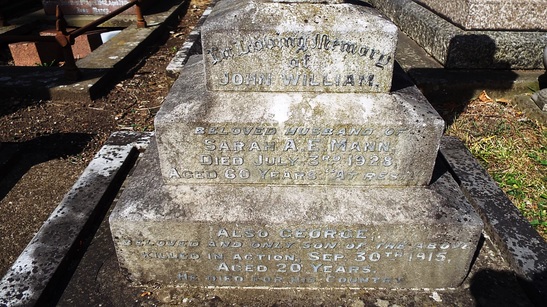 In Loving Memory
of
JOHN WILLIAM,
BELOVED HUSBAND OF
SARAH A. E. MANN.
DIED JULY 3RD 1928,
AGED 60 YEARS. "AT REST."
ALSO GEORGE,
BELOVED AND ONLY SON OF THE ABOVE
KILLED IN ACTION, SEP. 30TH 1915,
AGED 20 YEARS.
HE DIED FOR HIS COUNTRY.